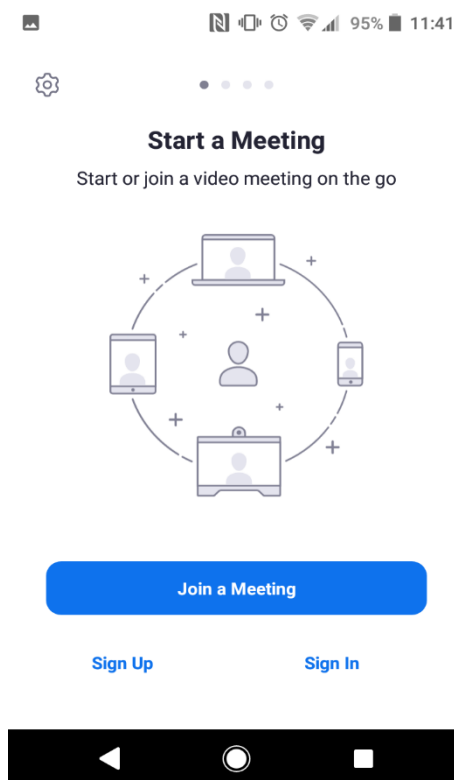 95% 11:41
Start a Meeting
Start or join a video meeting on the go
Join a Meeting
Sign Up Sign In